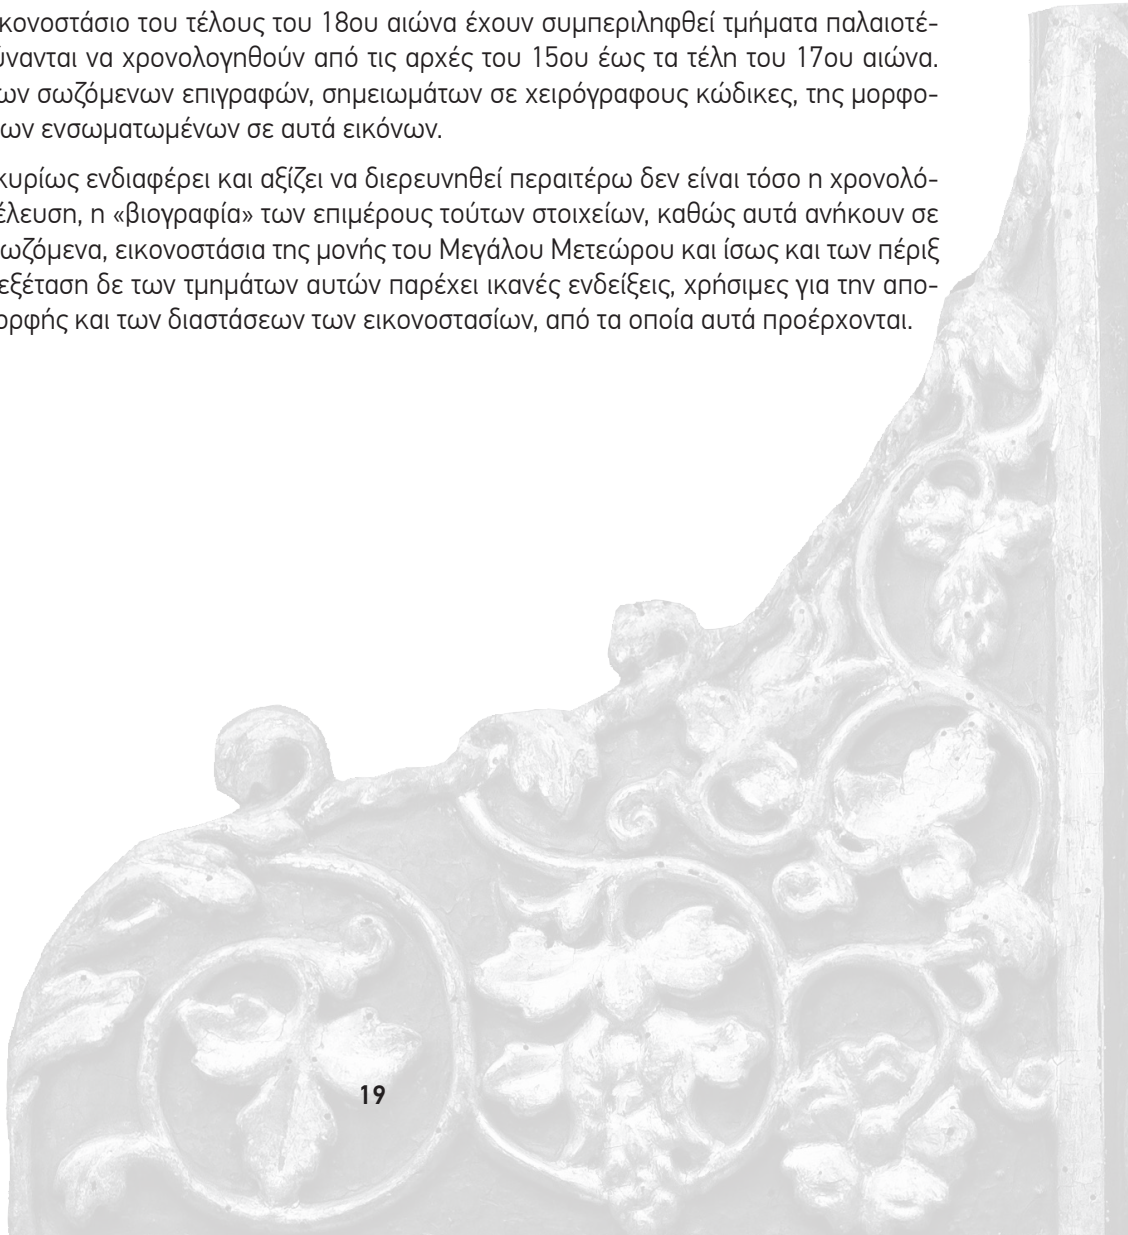 κονοστάσιο του τέλους του 18ου αιώνα έχουν συμπεριληφθεί τμήματα παλαιοτέ-
ύνανται να χρονολογηθούν από τις αρχές του 15ου έως τα τέλη του 17ου αιώνα.
ων σωζόμενων επιγραφών, σημειωμάτων σε χειρόγραφους κώδικες, της μορφο-
ων ενσωματωμένων σε αυτά εικόνων.
κυρίως ενδιαφέρει και αξίζει να διερευνηθεί περαιτέρω δεν είναι τόσο η χρονολό-
έλευση, η «βιογραφία» των επιμέρους τούτων στοιχείων, καθώς αυτά ανήκουν σε
ωζόμενα, εικονοστάσια της μονής του Μεγάλου Μετεώρου και ίσως και των πέριξ
εξέταση δε των τμημάτων αυτών παρέχει ικανές ενδείξεις, χρήσιμες για την απο-
ορφής και των διαστάσεων των εικονοστασίων, από τα οποία αυτά προέρχονται.
19